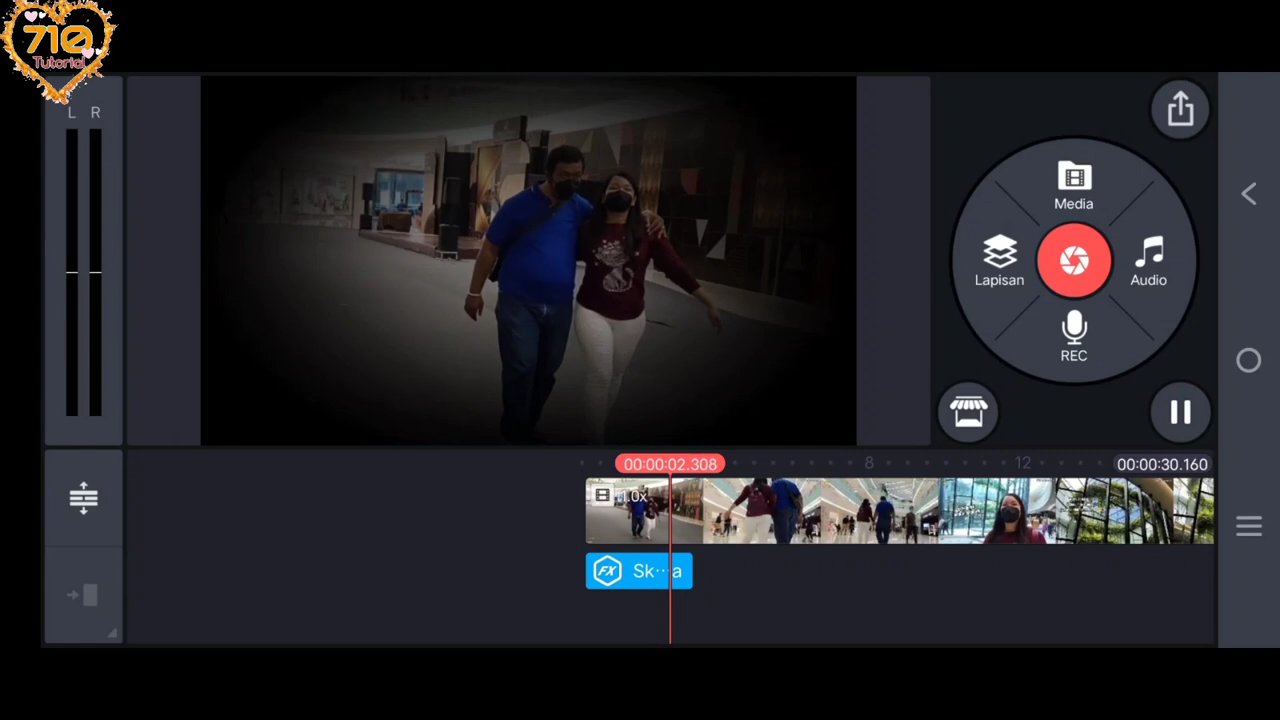 710
Tutorial
L R
Media
Lapisan
Audio
REC
00:00:02.308
8
12
00:00:30.160
1.0x
FX Sk···a